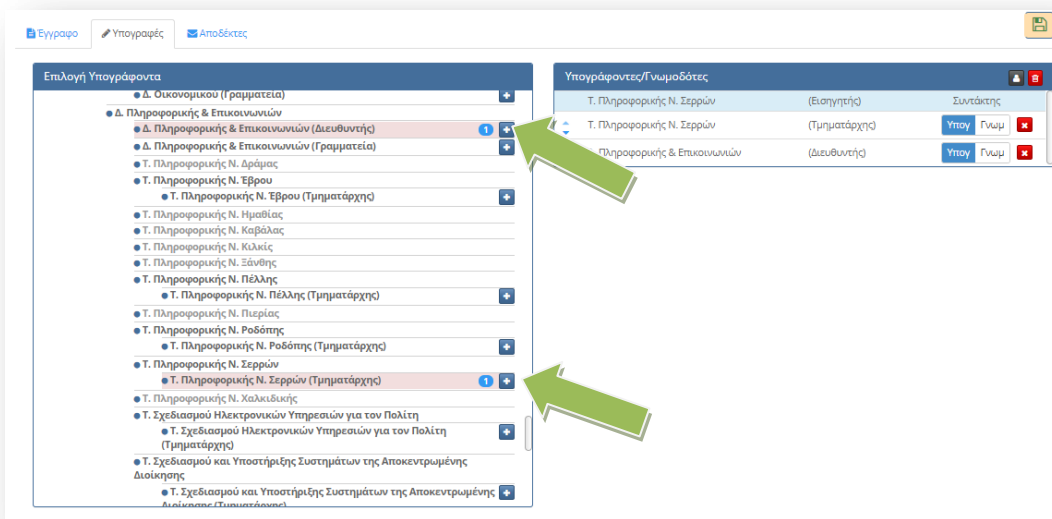 Έγγραφο Υπογραφές Αποδέκτες
Επιλογή Υπογράφοντα
Δ. Οικονομικού (Γραμματεία)
Δ. Πληροφορικής & Επικοινωνιών
Δ. Πληροφορικής & Επικοινωνιών (Διευθυντής) 1
Δ. Πληροφορικής & Επικοινωνιών (Γραμματεία)
Τ. Πληροφορικής Ν. Δράμας
Τ. Πληροφορικής Ν. Έβρου
Τ. Πληροφορικής Ν. Έβρου (Τμηματάρχης)
Τ. Πληροφορικής Ν. Ημαθίας
Τ. Πληροφορικής Ν. Καβάλας
Τ. Πληροφορικής Ν. Κιλκίς
Τ. Πληροφορικής Ν. Ξάνθης
Τ. Πληροφορικής Ν. Πέλλης
Τ. Πληροφορικής Ν. Πέλλης (Τμηματάρχης)
Τ. Πληροφορικής Ν. Πιερίας
Τ. Πληροφορικής Ν. Ροδόπης
Τ. Πληροφορικής Ν. Ροδόπης (Τμηματάρχης)
Τ. Πληροφορικής Ν. Σερρών
Τ. Πληροφορικής Ν. Σερρών (Τμηματάρχης) 1
Τ. Πληροφορικής Ν. Χαλκιδικής
Τ. Σχεδιασμού Ηλεκτρονικών Υπηρεσιών για τον Πολίτη
Τ. Σχεδιασμού Ηλεκτρονικών Υπηρεσιών για τον Πολίτη
(Τμηματάρχης)
Τ. Σχεδιασμού και Υποστήριξης Συστημάτων της Αποκεντρωμένης
Διοίκησης
Τ. Σχεδιασμού και Υποστήριξης Συστημάτων της Αποκεντρωμένης
Διοίκησης (Τμηματάρχης)
Υπογράφοντες/Γνωμοδότες
Τ. Πληροφορικής Ν. Σερρών (Εισηγητής) Συντάκτης
Τ. Πληροφορικής Ν. Σερρών (Τμηματάρχης) Υπογ Γνωμ
Πληροφορικής & Επικοινωνιών (Διευθυντής) Υπογ Γνωμ